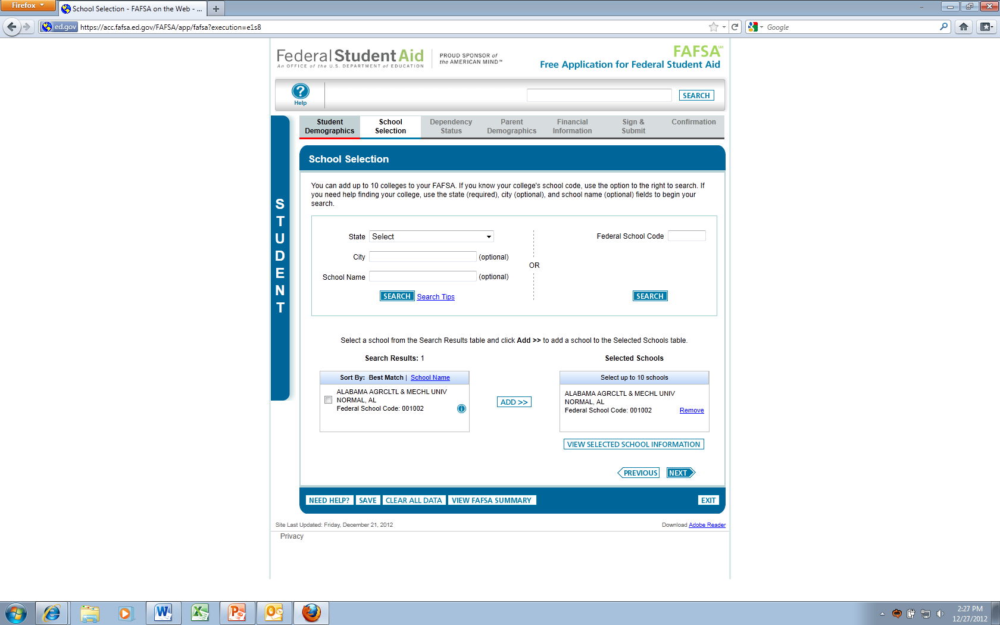 Firefox
School Selection - FAFSA on the Web - ...
ed.gov https://acc.fafsa.ed.gov/FAFSA/app/fafsa?execution=e1s8
Google
Federal Student Aid
An OFFICE of the U.S. DEPARTMENT of EDUCATION
PROUD SPONSOR of
the AMERICAN MIND™
FAFSA℠
Free Application for Federal Student Aid
?
Help
SEARCH
Student Demographics
School Selection
Dependency Status
Parent Demographics
Financial Information
Sign & Submit
Confirmation
STUDENT
School Selection
You can add up to 10 colleges to your FAFSA. If you know your college's school code, use the option to the right to search. If
you need help finding your college, use the state (required), city (optional), and school name (optional) fields to begin your
search.
State Select
City (optional)
School Name (optional)
SEARCH Search Tips
OR
Federal School Code
SEARCH
Select a school from the Search Results table and click Add >> to add a school to the Selected Schools table.
Search Results: 1
Sort By: Best Match | School Name
ALABAMA AGRCLTL & MECHL UNIV
NORMAL, AL
Federal School Code: 001002
ADD >>
Selected Schools
Select up to 10 schools
ALABAMA AGRCLTL & MECHL UNIV
NORMAL, AL
Federal School Code: 001002 Remove
VIEW SELECTED SCHOOL INFORMATION
PREVIOUS NEXT
NEED HELP? SAVE CLEAR ALL DATA VIEW FAFSA SUMMARY EXIT
Site Last Updated: Friday, December 21, 2012
Download Adobe Reader
Privacy
2:27 PM
12/27/2012